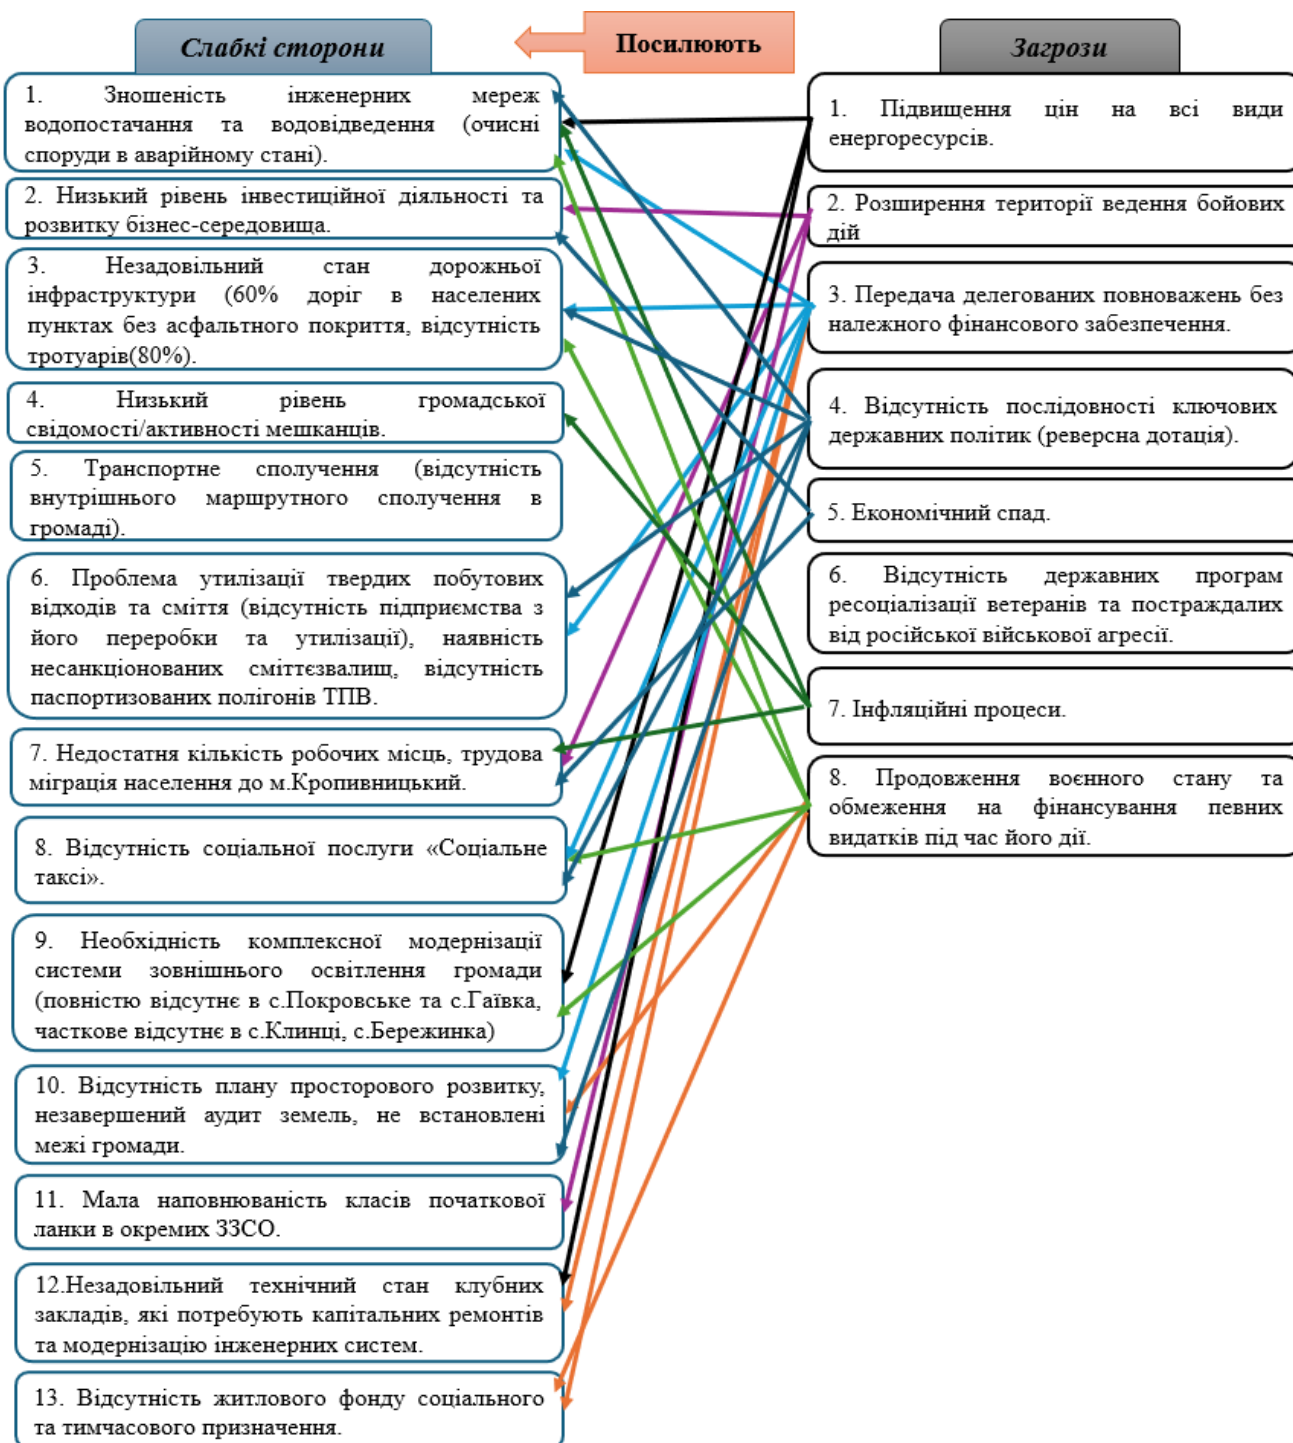 Слабкі сторони
Посилюють
Загрози
1. Зношеність інженерних мереж
водопостачання та водовідведення (очисні
споруди в аварійному стані).
2. Низький рівень інвестиційної діяльності та
розвитку бізнес-середовища.
3. Незадовільний стан дорожньої
інфраструктури (60% доріг в населених
пунктах без асфальтного покриття, відсутність
тротуарів(80%).
4. Низький рівень громадської
свідомості/активності мешканців.
5. Транспортне сполучення (відсутність
внутрішнього маршрутного сполучення в
громаді).
6. Проблема утилізації твердих побутових
відходів та сміття (відсутність підприємства з
його переробки та утилізації), наявність
несанкціонованих сміттєзвалищ, відсутність
паспортизованих полігонів ТПВ.
7. Недостатня кількість робочих місць, трудова
міграція населення до м.Кропивницький.
8. Відсутність соціальної послуги «Соціальне
таксі».
9. Необхідність комплексної модернізації
системи зовнішнього освітлення громади
(повністю відсутнє в с.Покровське та с.Гаївка,
часткове відсутнє в с.Клинці, с.Бережинка)
10. Відсутність плану просторового розвитку,
незавершений аудит земель, не встановлені
межі громади.
11. Мала наповнюваність класів початкової
ланки в окремих ЗЗСО.
12.Незадовільний технічний стан клубних
закладів, які потребують капітальних ремонтів
та модернізацію інженерних систем.
13. Відсутність житлового фонду соціального
та тимчасового призначення.
1. Підвищення цін на всі види
енергоресурсів.
2. Розширення території ведення бойових
дій
3. Передача делегованих повноважень без
належного фінансового забезпечення.
4. Відсутність послідовності ключових
державних політик (реверсна дотація).
5. Економічний спад.
6. Відсутність державних програм
ресоціалізації ветеранів та постраждалих
від російської військової агресії.
7. Інфляційні процеси.
8. Продовження воєнного стану та
обмеження на фінансування певних
видатків під час його дії.